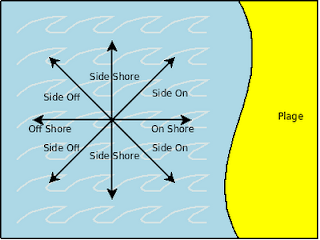 Side Shore
Side Off
Side On
Off Shore
On Shore
Plage
Side Off
Side On
Side Shore